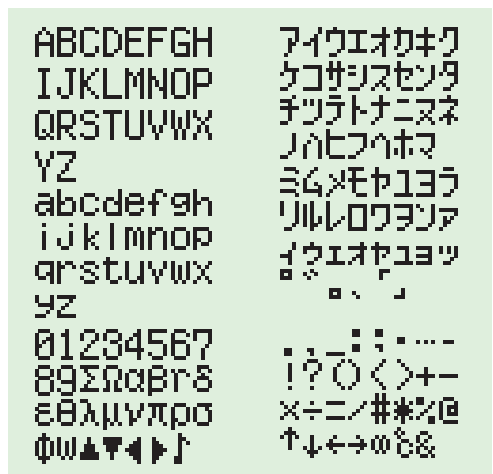 ABCDEFGH
IJKLMNOP
QRSTUVWX
YZ
abcdefgh
ijklmnop
qrstuvwx
yz
01234567
89ΣΩαβγδ
εθλμνπρσ
φω▲▼◀▶♪
アイウエオカキク
ケコサシスセソタ
チツテトナニヌネ
ノハヒフヘホマ
ミムメモヤユヨラ
リルレロワヲンァ
ィゥェォャュョッ
゜゛「
。、」
.,_:;・…-
!?()<>+−
×÷=/#*%@
↑↓←→∞℃&